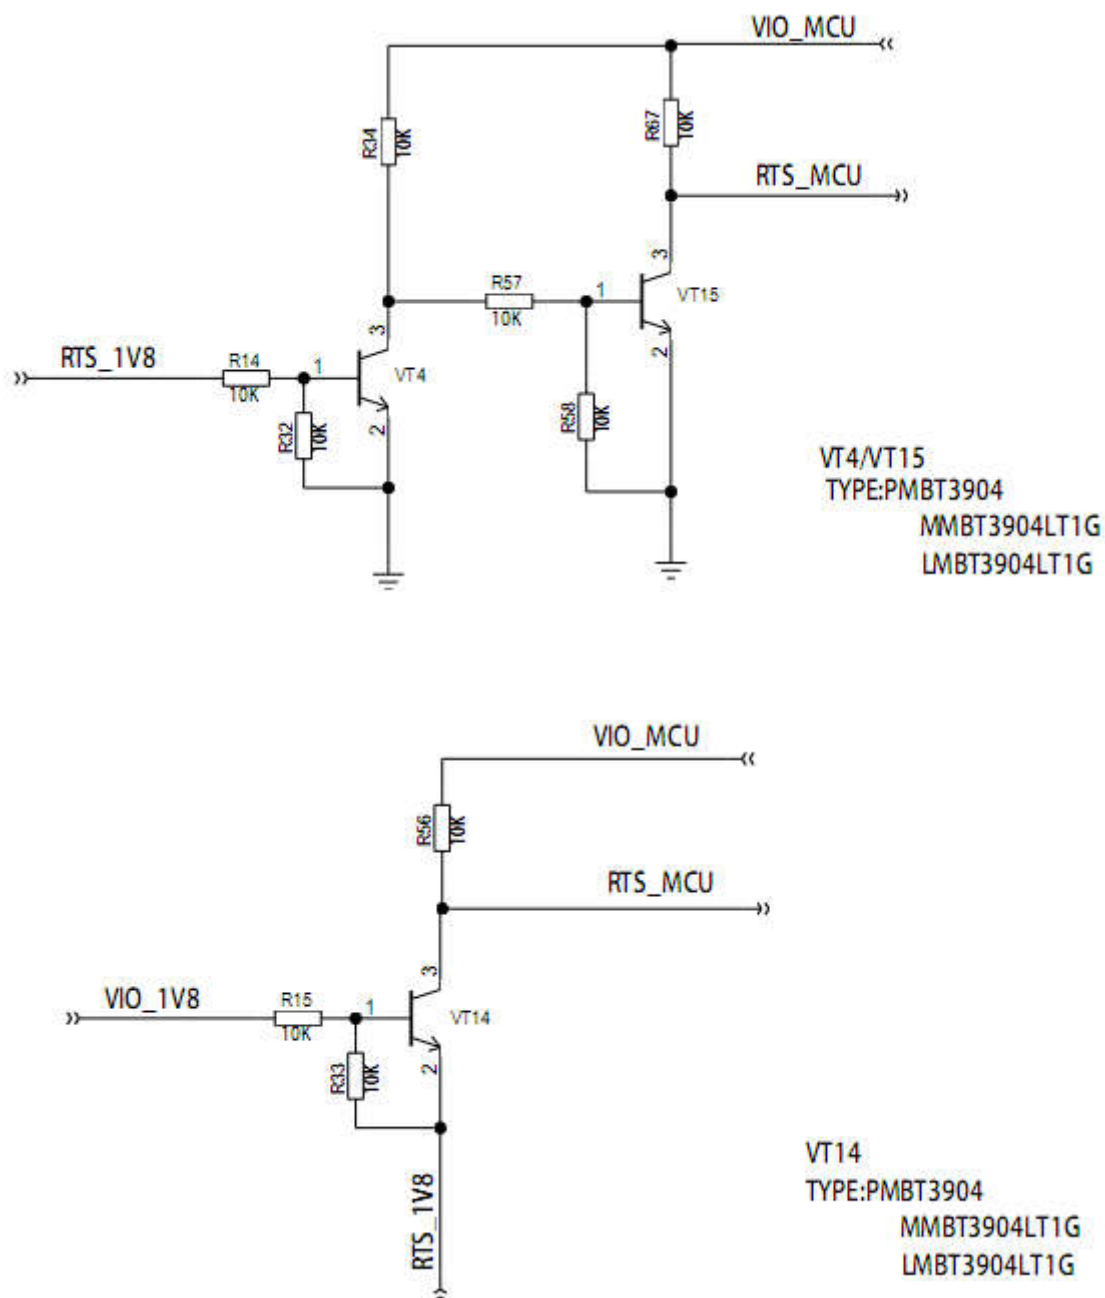 VIO_MCU
R34
10K
R67
10K
RTS_MCU
3
R57
1
VT15
10K
3
2
RTS_1V8
R14
1
VT4
10K
R32
10K
2
R58
10K
VT4/VT15
TYPE:PMBT3904
MMBT3904LT1G
LMBT3904LT1G
VIO_MCU
R56
10K
RTS_MCU
3
VIO_1V8
R15
1
VT14
10K
R33
10K
2
RTS_1V8
VT14
TYPE:PMBT3904
MMBT3904LT1G
LMBT3904LT1G